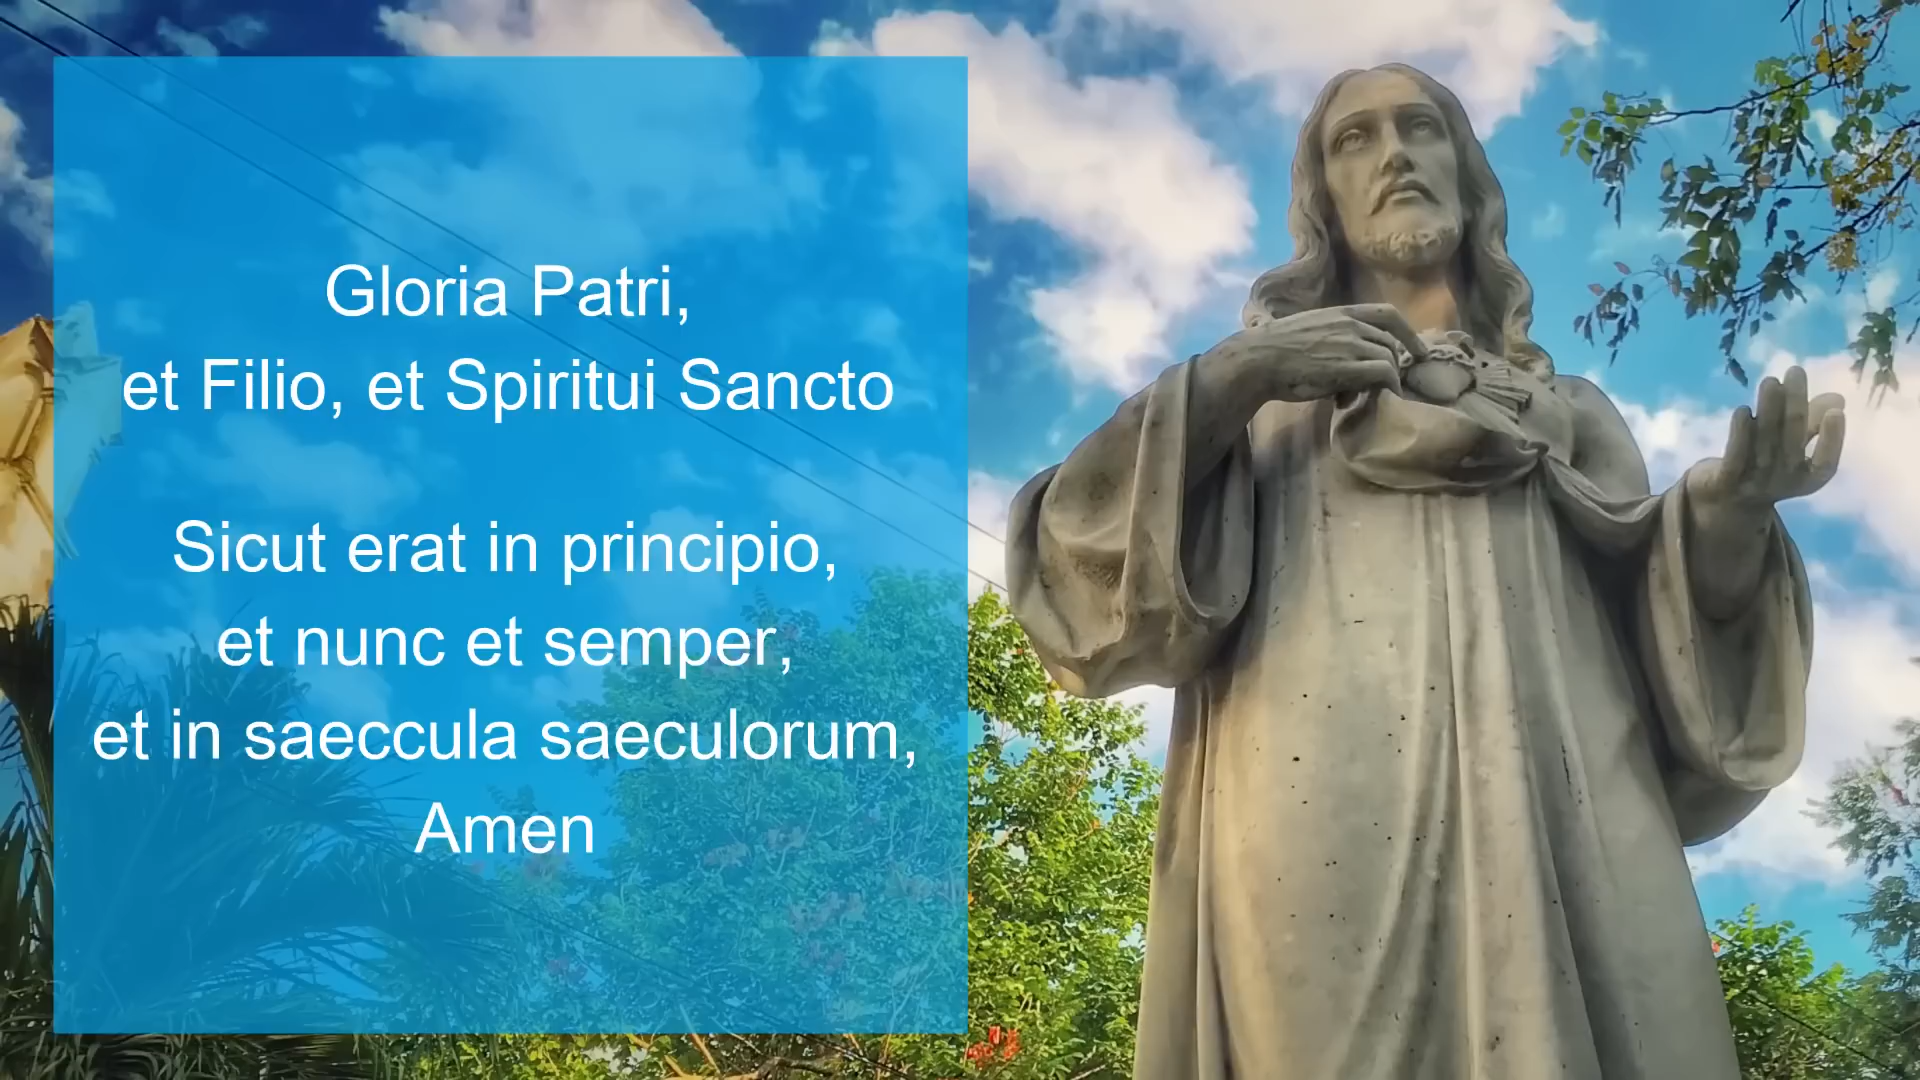 Gloria Patri,
et Filio, et Spiritui Sancto
Sicut erat in principio,
et nunc et semper,
et in saeccula saeculorum,
Amen